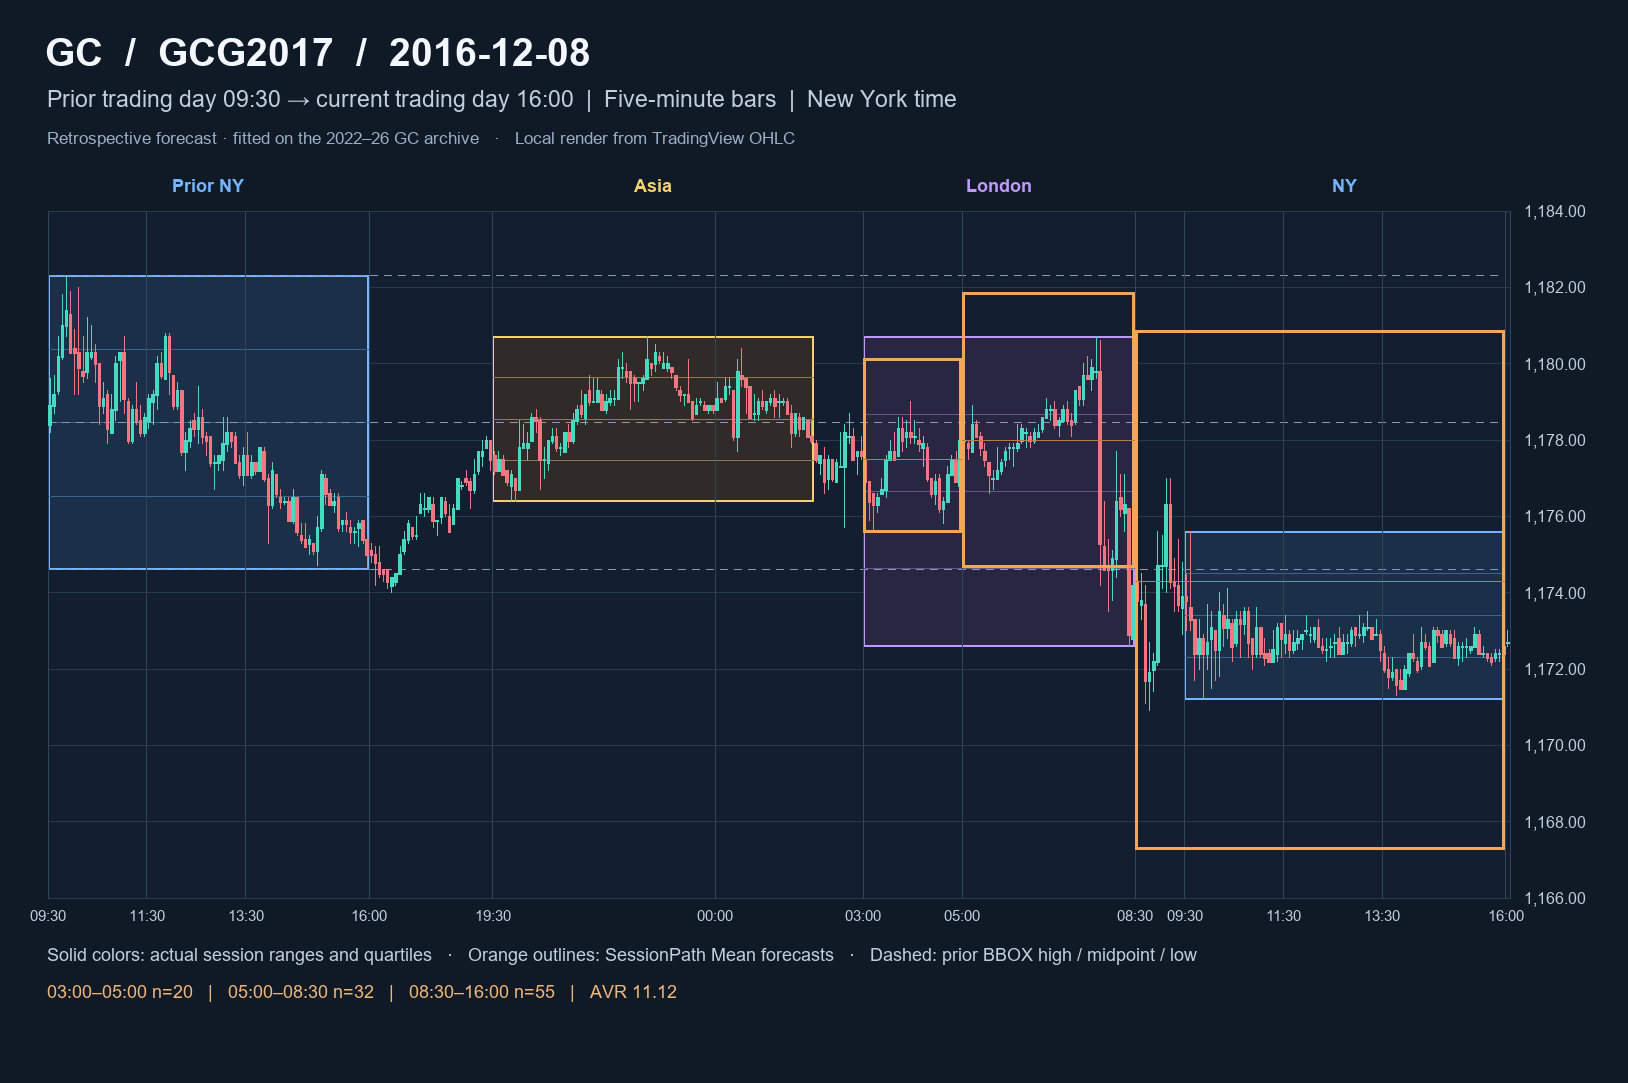 GC / GCG2017 / 2016-12-08
Prior trading day 09:30 → current trading day 16:00 | Five-minute bars | New York time
Retrospective forecast · fitted on the 2022–26 GC archive · Local render from TradingView OHLC
Prior NY Asia London NY
1,184.00
1,182.00
1,180.00
1,178.00
1,176.00
1,174.00
1,172.00
1,170.00
1,168.00
1,166.00
09:30 11:30 13:30 16:00 19:30 00:00 03:00 05:00 08:30 09:30 11:30 13:30 16:00
Solid colors: actual session ranges and quartiles · Orange outlines: SessionPath Mean forecasts · Dashed: prior BBOX high / midpoint / low
03:00–05:00 n=20 | 05:00–08:30 n=32 | 08:30–16:00 n=55 | AVR 11.12